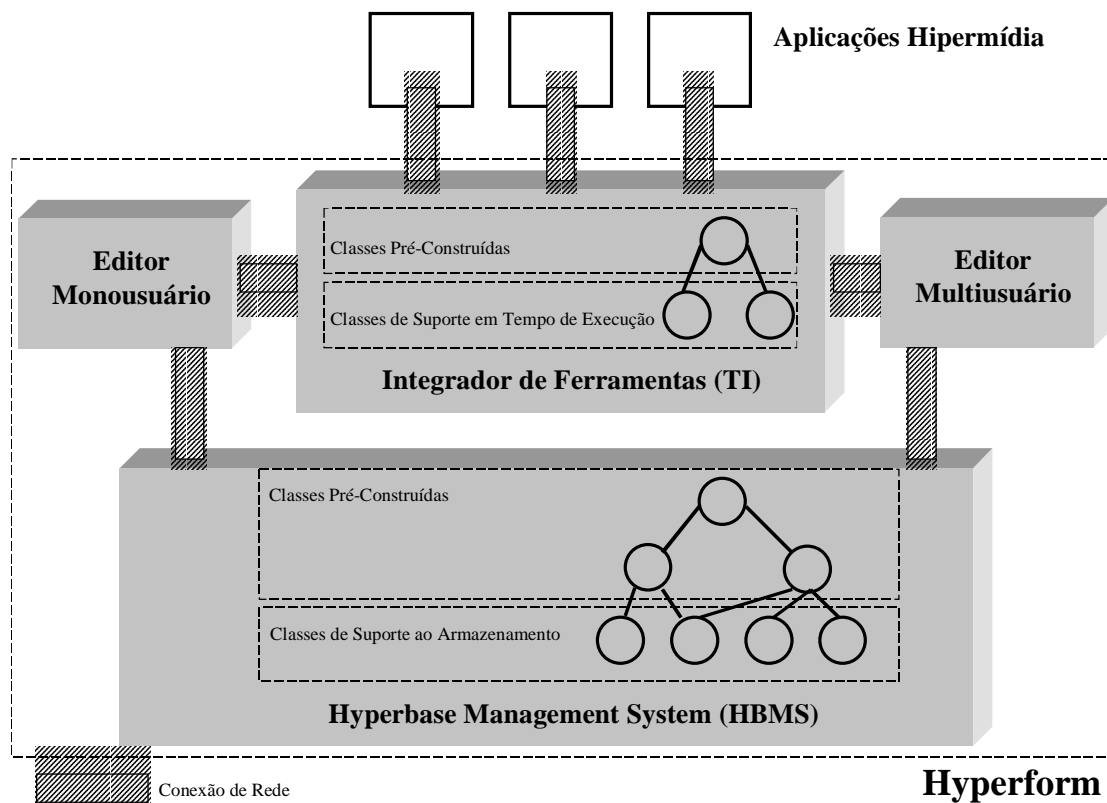 Aplicações Hipermídia
Classes Pré-Construídas
Editor
Monousuário
Editor
Multiusuário
Classes de Suporte em Tempo de Execução
Integrador de Ferramentas (TI)
Classes Pré-Construídas
Classes de Suporte ao Armazenamento
Hyperbase Management System (HBMS)
Conexão de Rede
Hyperform